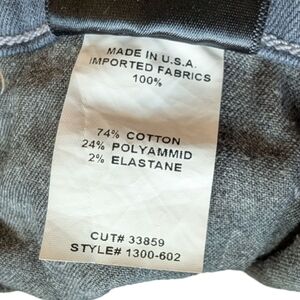 MADE IN U.S.A.
IMPORTED FABRICS
100%
74% COTTON
24% POLYAMMID
2% ELASTANE
CUT# 33859
STYLE# 1300-602